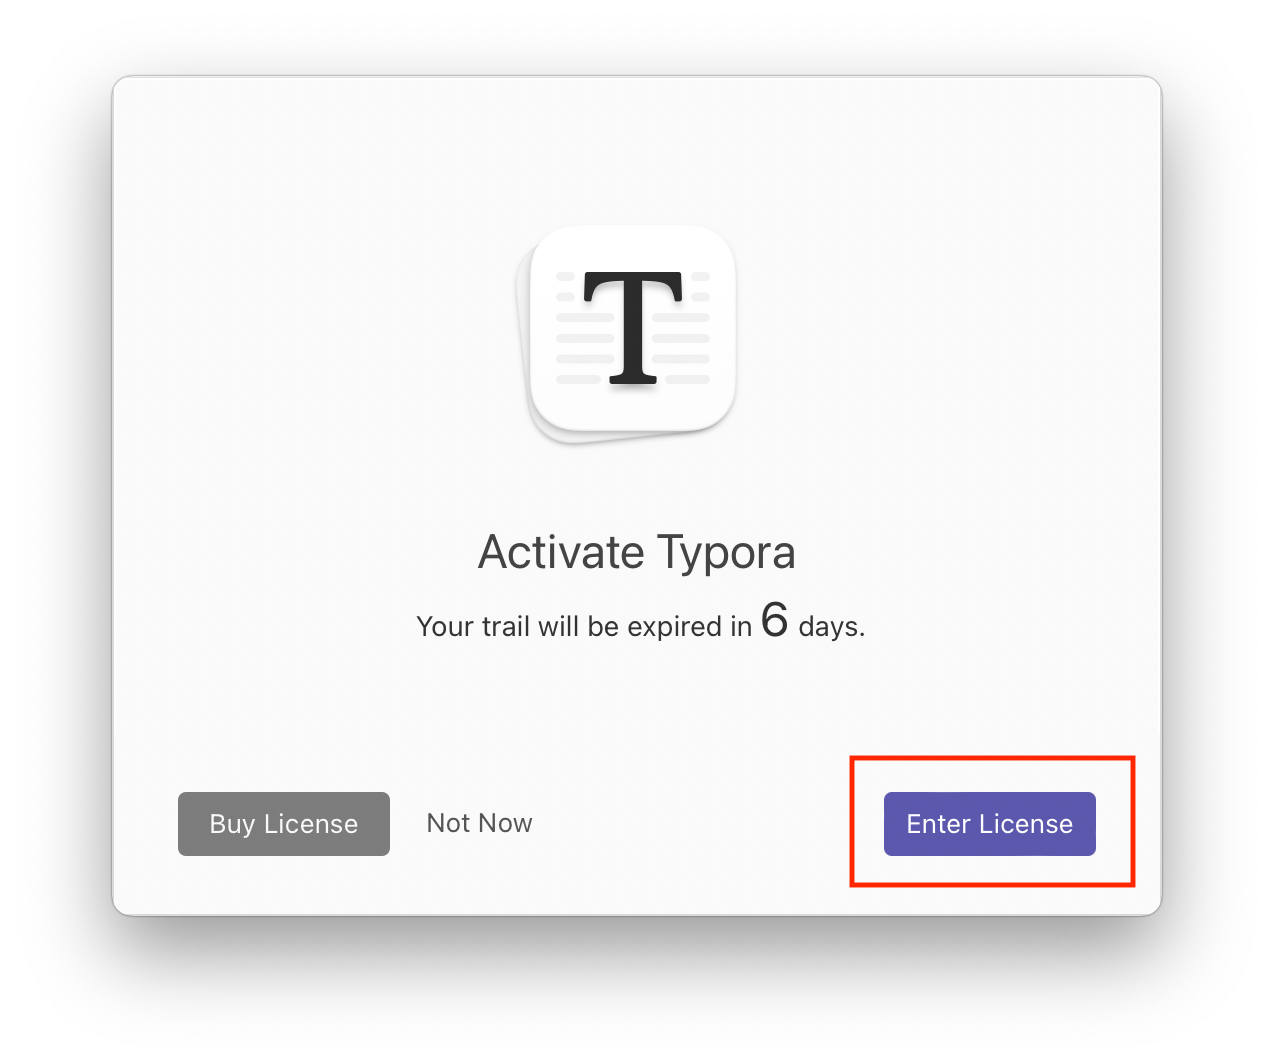 T
Activate Typora
Your trail will be expired in 6 days.
Buy License
Not Now
Enter License